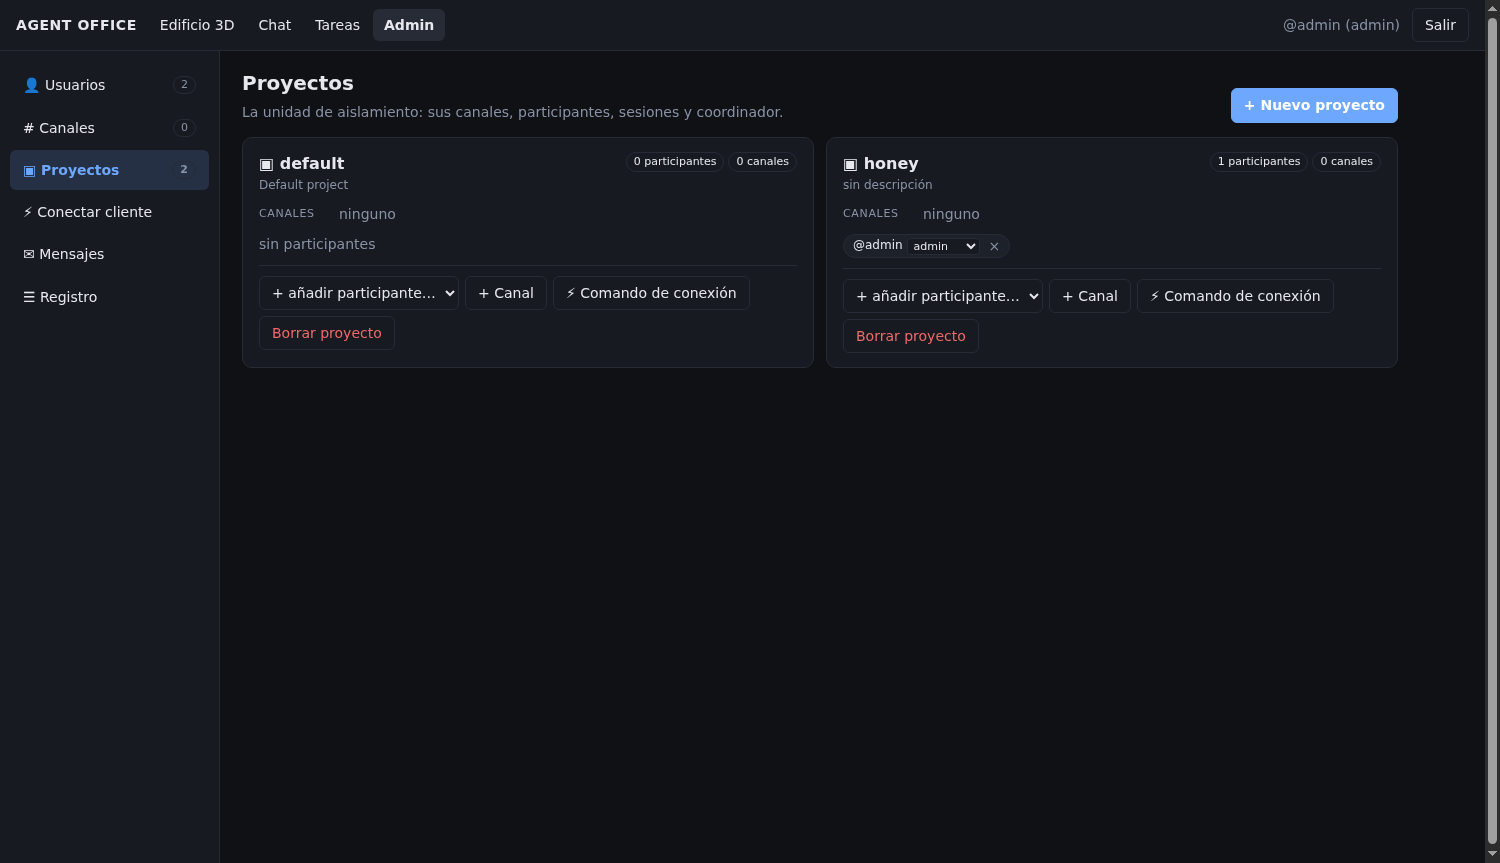 AGENT OFFICE Edificio 3D Chat Tareas Admin @admin (admin) Salir
👤 Usuarios 2
# Canales 0
▣ Proyectos 2
⚡ Conectar cliente
✉ Mensajes
☰ Registro
Proyectos
La unidad de aislamiento: sus canales, participantes, sesiones y coordinador.
+ Nuevo proyecto
▣ default 0 participantes 0 canales
Default project
CANALES ninguno
sin participantes
+ añadir participante... + Canal ⚡ Comando de conexión
Borrar proyecto
▣ honey 1 participantes 0 canales
sin descripción
CANALES ninguno
@admin admin ×
+ añadir participante... + Canal ⚡ Comando de conexión
Borrar proyecto